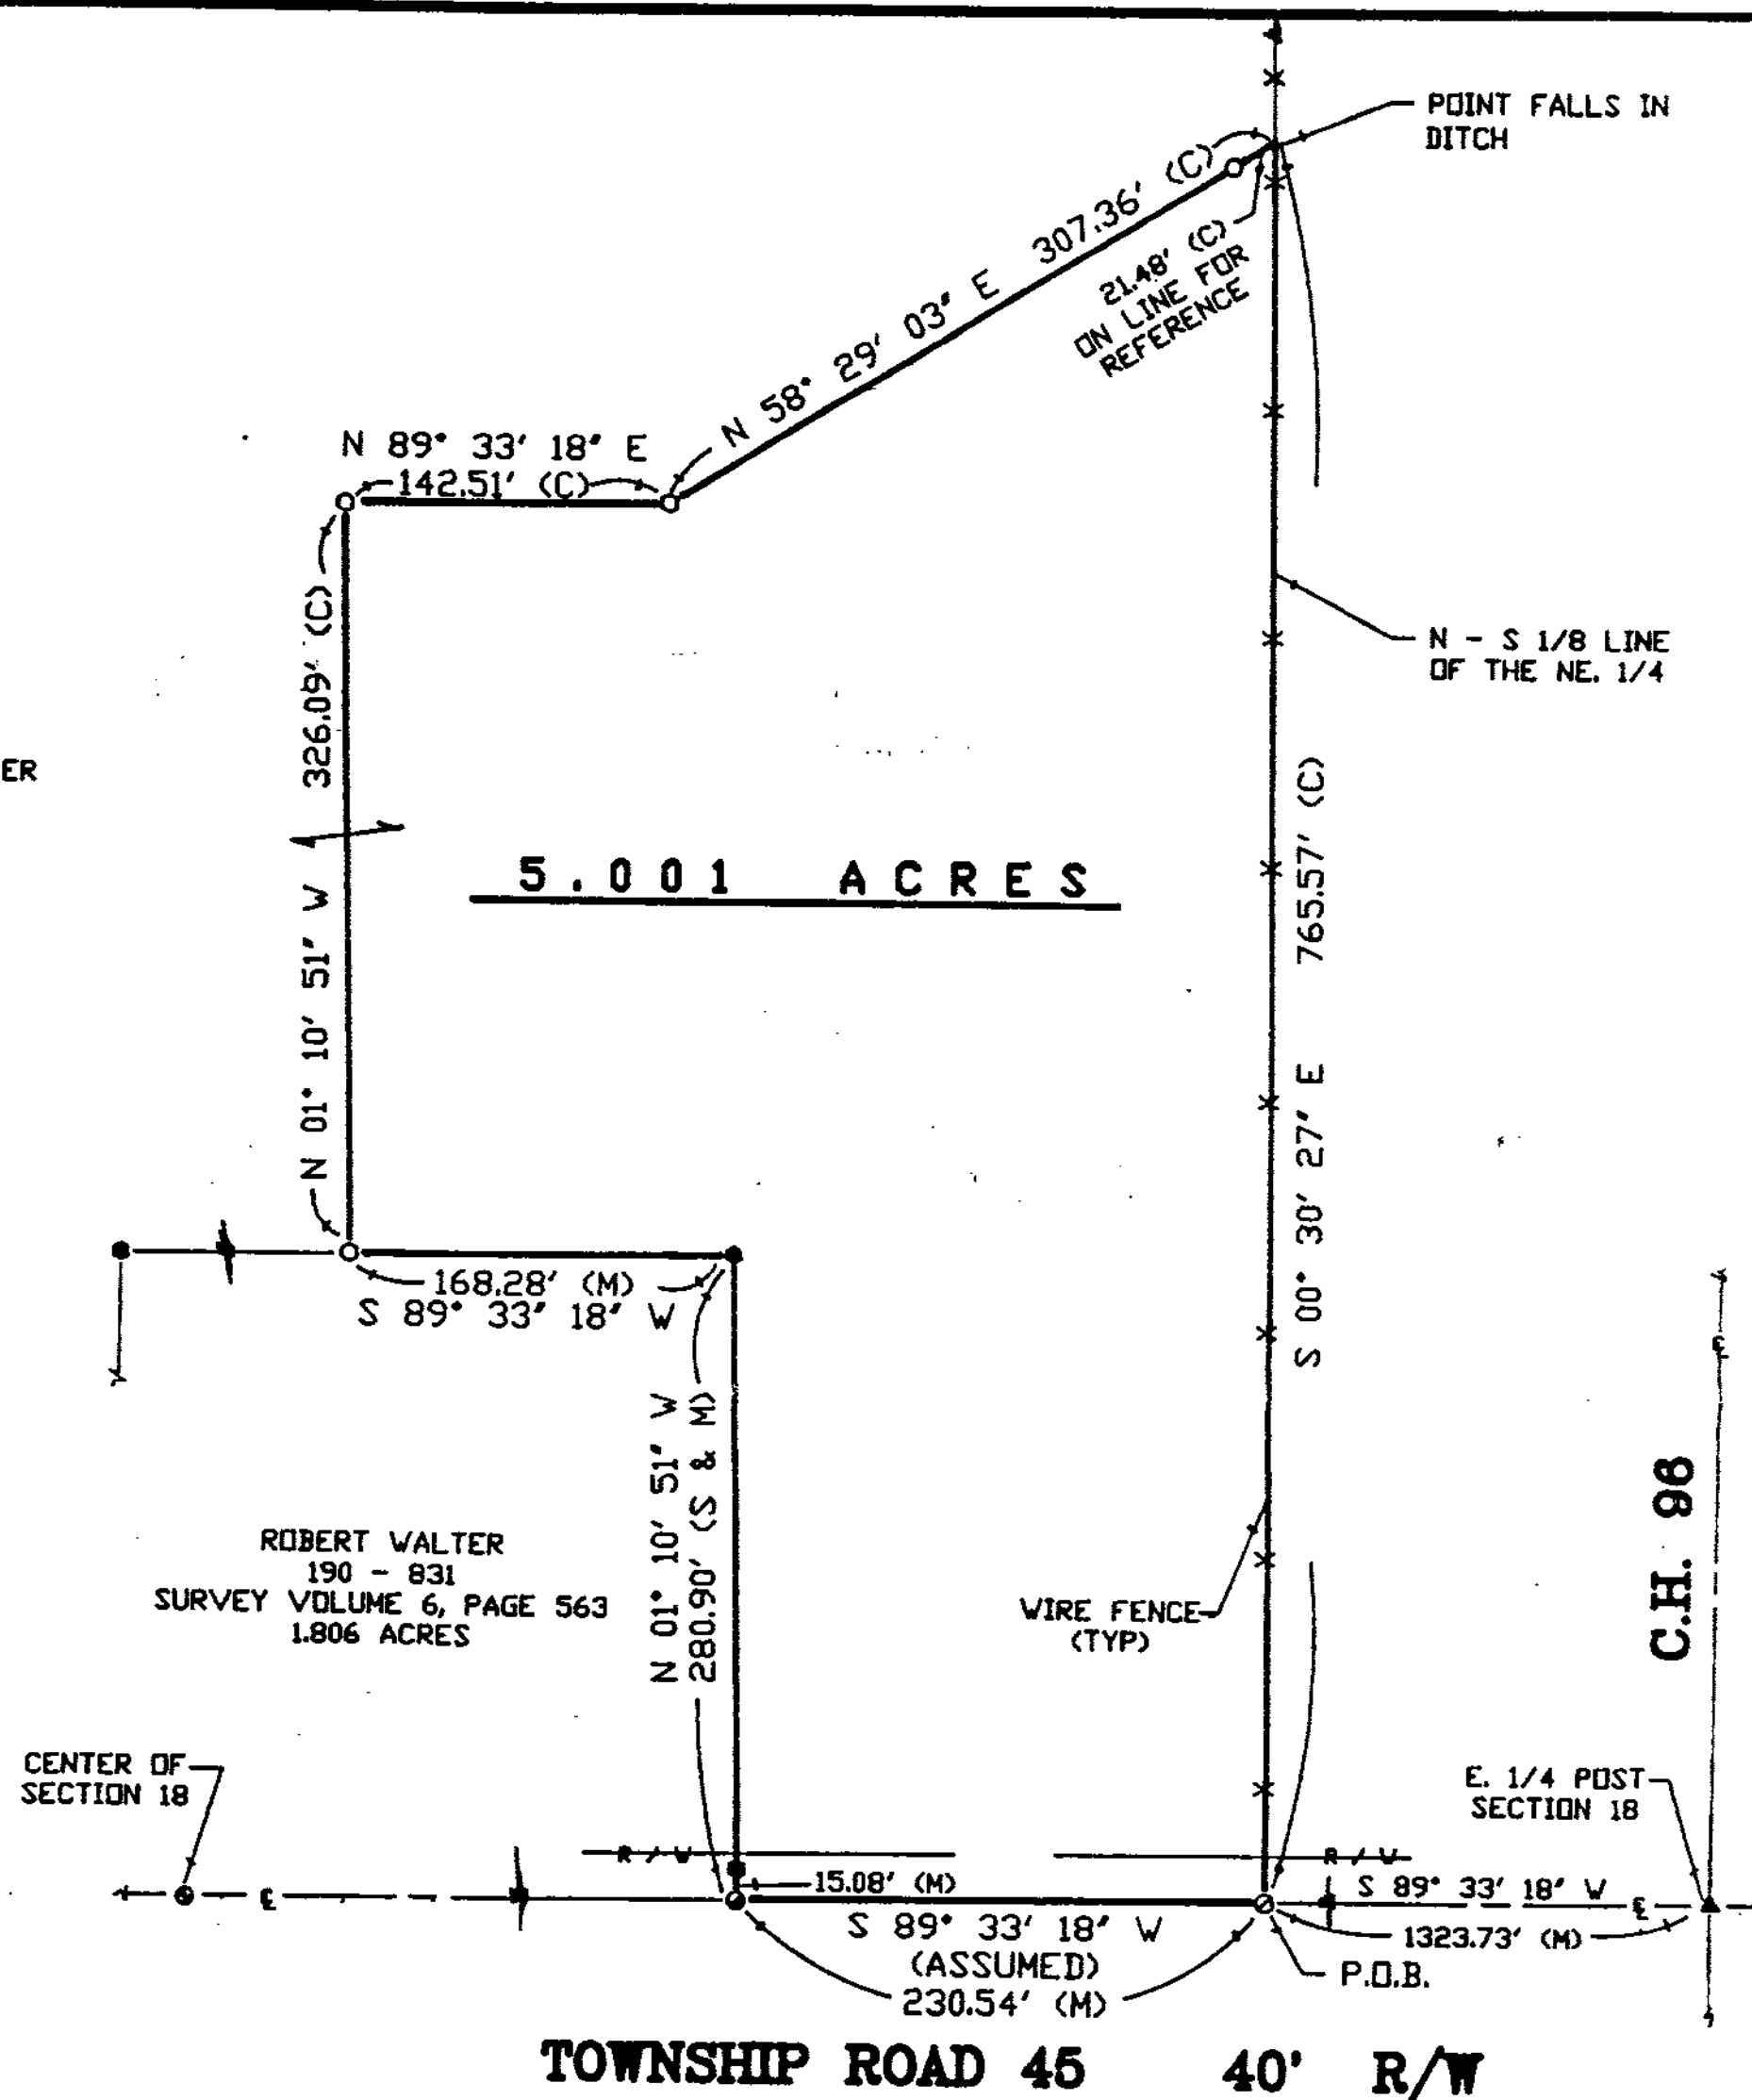 POINT FALLS IN
DITCH
N 58° 29' 03" E 307.36' (C)
21.48' (C)
ON LINE FOR
REFERENCE
N 89° 33' 18" E
142.51' (C)
N - S 1/8 LINE
OF THE NE. 1/4
ER
N 01° 10' 51" W 326.09' (C)
5.001 ACRES
S 00° 30' 27" E 765.57' (C)
168.28' (M)
S 89° 33' 18" W
N 01° 10' 51" W
280.90' (S & M)
ROBERT WALTER
190 - 831
SURVEY VOLUME 6, PAGE 563
1.806 ACRES
WIRE FENCE
(TYP)
C.H. 96
CENTER OF
SECTION 18
E. 1/4 POST
SECTION 18
R / W
R / W
15.08' (M)
S 89° 33' 18" W
S 89° 33' 18" W
(ASSUMED)
230.54' (M)
1323.73' (M)
P.O.B.
TOWNSHIP ROAD 45 40' R/W